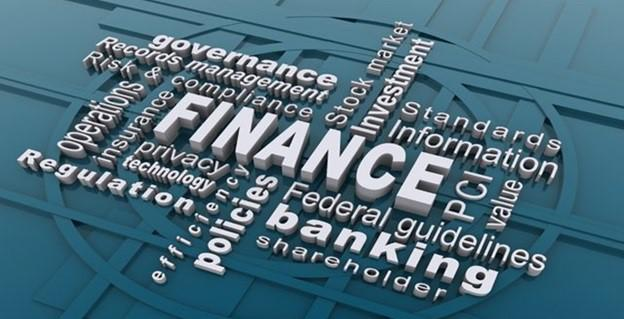 governance
Records management
Risk & compliance
Stock market
Investment
operations
insurance
FINANCE
Standards
Information
privacy
technology
Regulation
efficiency
policies
PCI
value
Federal guidelines
banking
shareholder